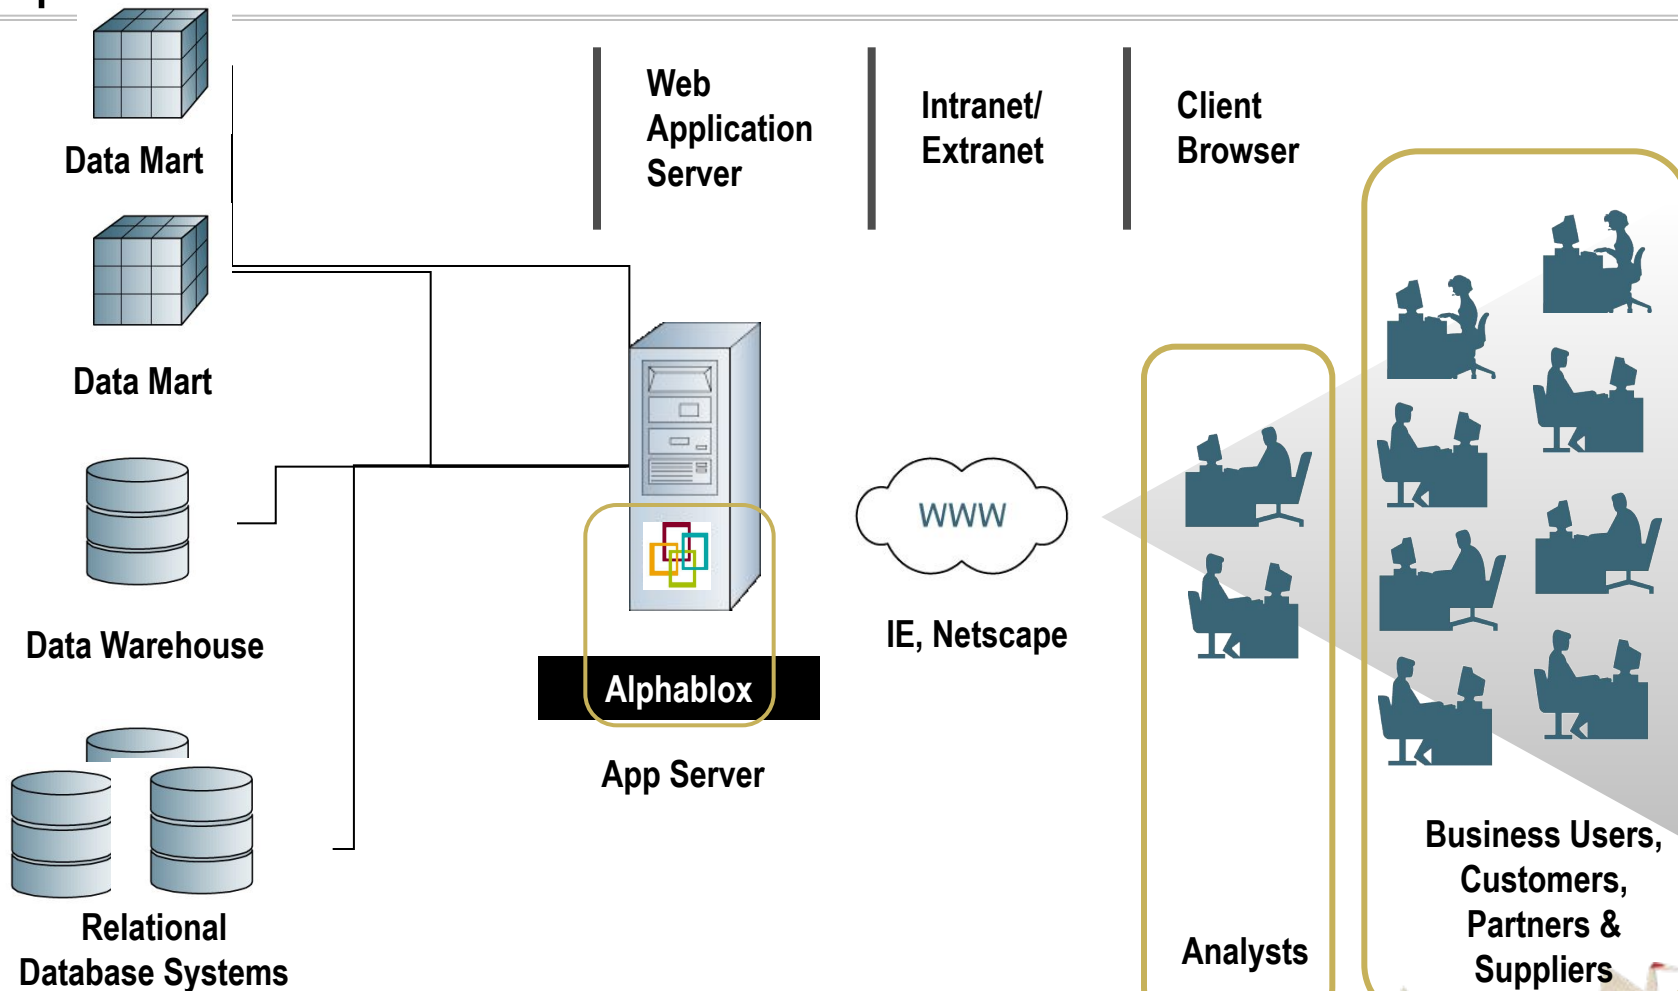 Data Mart
Data Mart
Data Warehouse
Relational
Database Systems
Web
Application
Server
Alphablox
App Server
Intranet/
Extranet
WWW
IE, Netscape
Client
Browser
Analysts
Business Users,
Customers,
Partners &
Suppliers